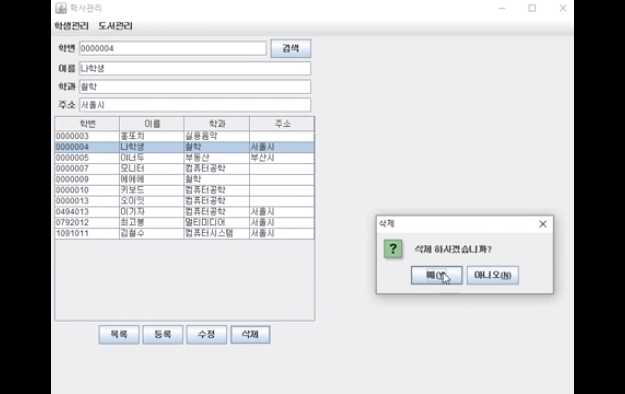 학사관리
학생관리 도서관리
학번 0000004 검색
이름 나학생
학과 철학
주소 서울시
학번 이름 학과 주소
0000003 홍또치 실용음악
0000004 나학생 철학 서울시
0000005 야너두 부동산 부산시
0000007 모니터 컴퓨터공학
0000009 에에에 철학
0000010 키보드 컴퓨터공학
0000013 오이잇 컴퓨터공학
0494013 이기자 컴퓨터공학 서울시
0792012 최고봉 멀티미디어 서울시
1091011 김철수 컴퓨터시스템 서울시
목록 등록 수정 삭제
삭제
삭제 하시겠습니까?
예(Y) 아니오(N)